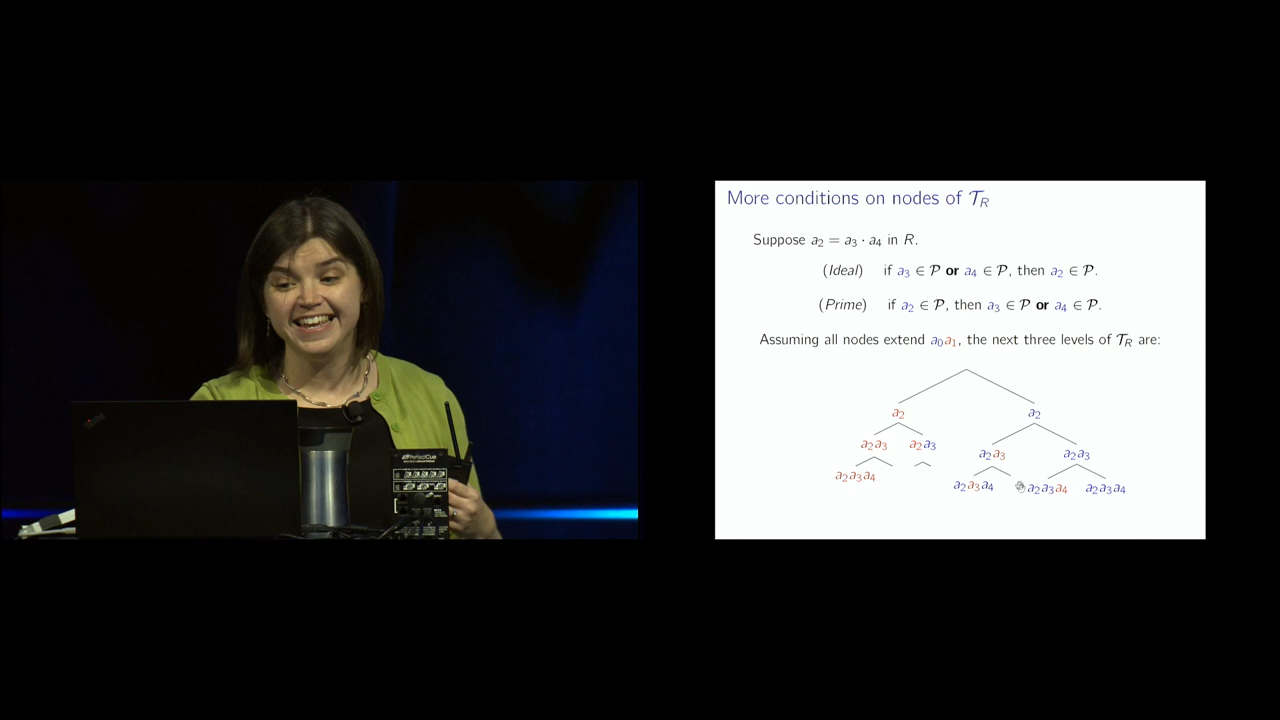 More conditions on nodes of 𝒯_R
Suppose a₂ = a₃ · a₄ in R.
(Ideal) if a₃ ∈ 𝒫 or a₄ ∈ 𝒫, then a₂ ∈ 𝒫.
(Prime) if a₂ ∈ 𝒫, then a₃ ∈ 𝒫 or a₄ ∈ 𝒫.
Assuming all nodes extend a₀a₁, the next three levels of 𝒯_R are:
a₂ a₂
a₂a₃ a₂a₃ a₂a₃ a₂a₃
a₂a₃a₄ a₂a₃a₄ a₂a₃a₄ a₂a₃a₄
PerfectCue